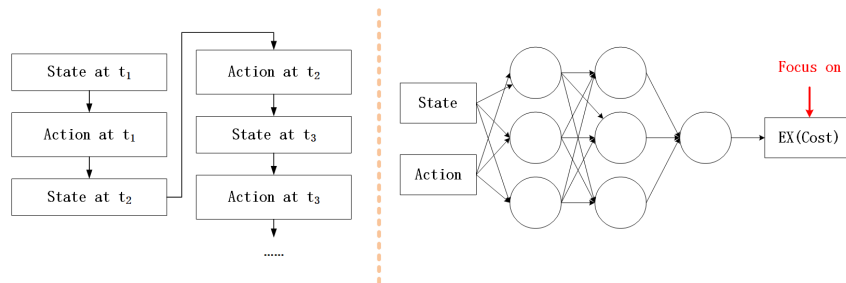 State at t₁
Action at t₁
State at t₂
Action at t₂
State at t₃
Action at t₃
……
State
Action
Focus on
EX(Cost)